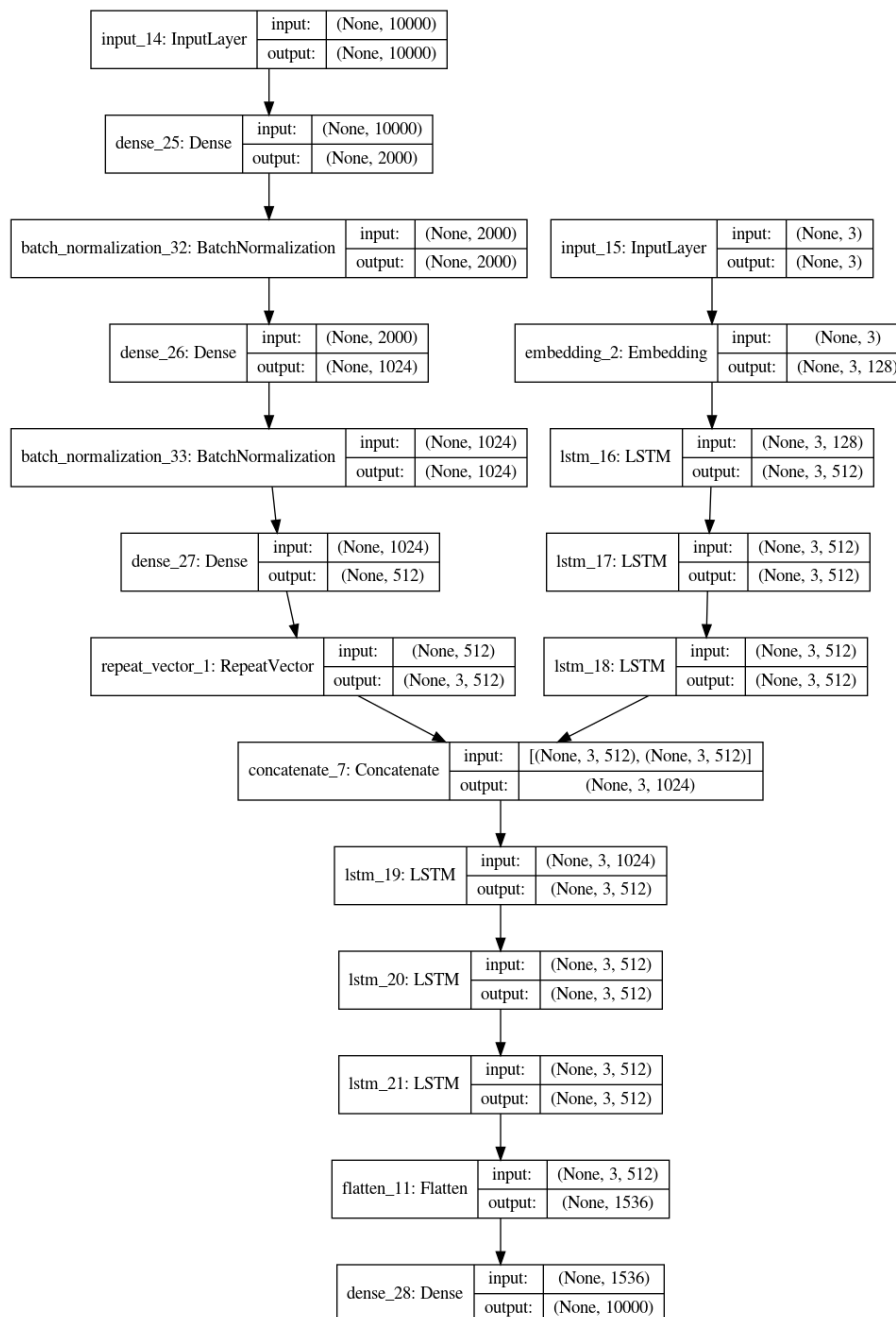 input_14: InputLayer input: (None, 10000)
output: (None, 10000)
dense_25: Dense input: (None, 10000)
output: (None, 2000)
batch_normalization_32: BatchNormalization input: (None, 2000)
output: (None, 2000)
input_15: InputLayer input: (None, 3)
output: (None, 3)
dense_26: Dense input: (None, 2000)
output: (None, 1024)
embedding_2: Embedding input: (None, 3)
output: (None, 3, 128)
batch_normalization_33: BatchNormalization input: (None, 1024)
output: (None, 1024)
lstm_16: LSTM input: (None, 3, 128)
output: (None, 3, 512)
dense_27: Dense input: (None, 1024)
output: (None, 512)
lstm_17: LSTM input: (None, 3, 512)
output: (None, 3, 512)
repeat_vector_1: RepeatVector input: (None, 512)
output: (None, 3, 512)
lstm_18: LSTM input: (None, 3, 512)
output: (None, 3, 512)
concatenate_7: Concatenate input: [(None, 3, 512), (None, 3, 512)]
output: (None, 3, 1024)
lstm_19: LSTM input: (None, 3, 1024)
output: (None, 3, 512)
lstm_20: LSTM input: (None, 3, 512)
output: (None, 3, 512)
lstm_21: LSTM input: (None, 3, 512)
output: (None, 3, 512)
flatten_11: Flatten input: (None, 3, 512)
output: (None, 1536)
dense_28: Dense input: (None, 1536)
output: (None, 10000)